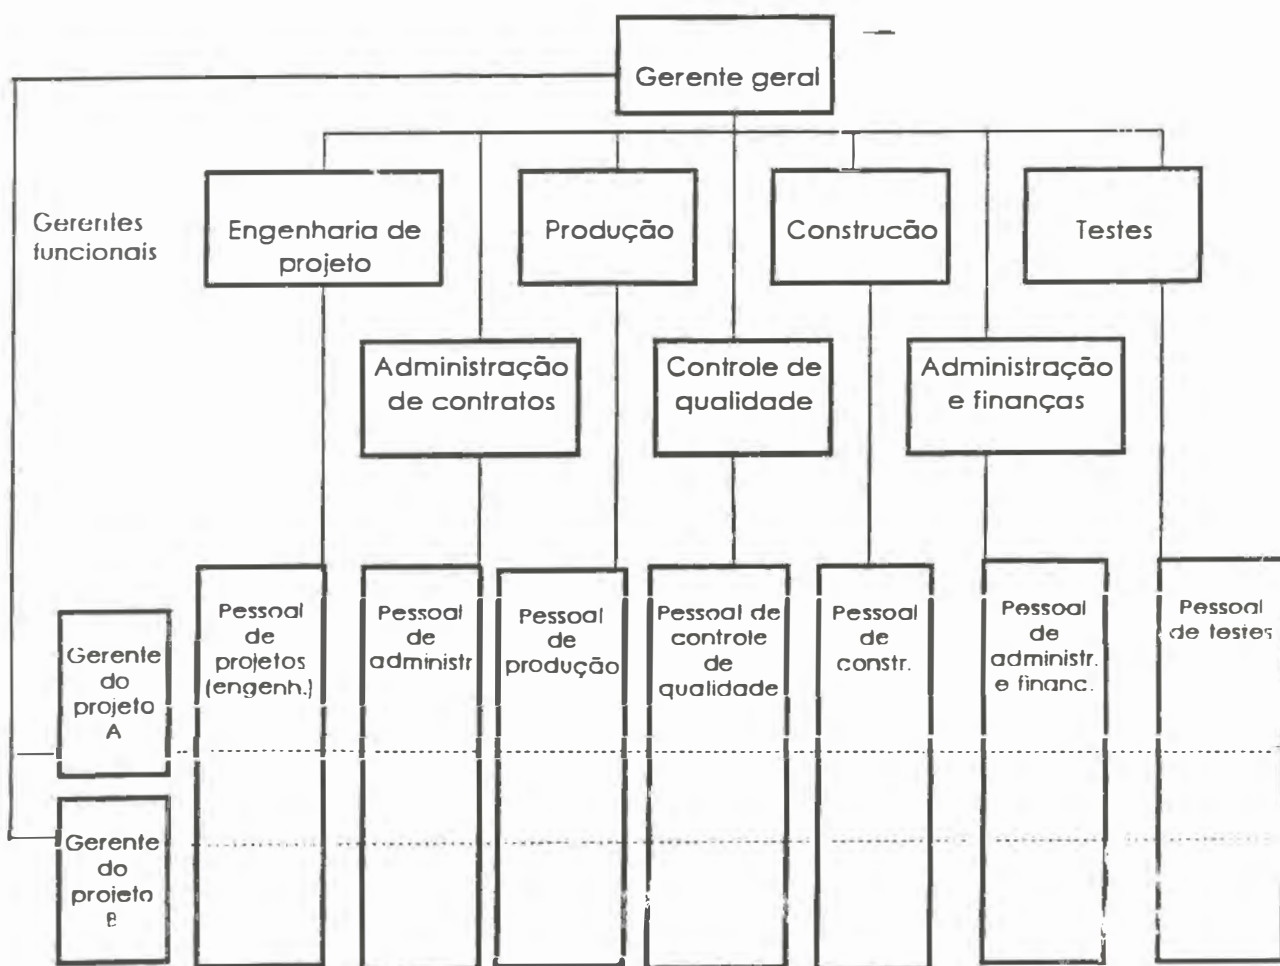 Gerente geral
Gerentes
funcionais
Engenharia de
projeto
Produção
Construcão
Testes
Administração
de contratos
Controle de
qualidade
Administração
e finanças
Gerente
do
projeto
A
Pessoal
de
projetos
(engenh.)
Pessoal
de
administr
Pessoal
de
produção
Pessoal de
controle
de
qualidade
Pessoal
de
constr.
Pessoal
de
administr.
e financ.
Pessoal
de testes
Gerente
do
projeto
B